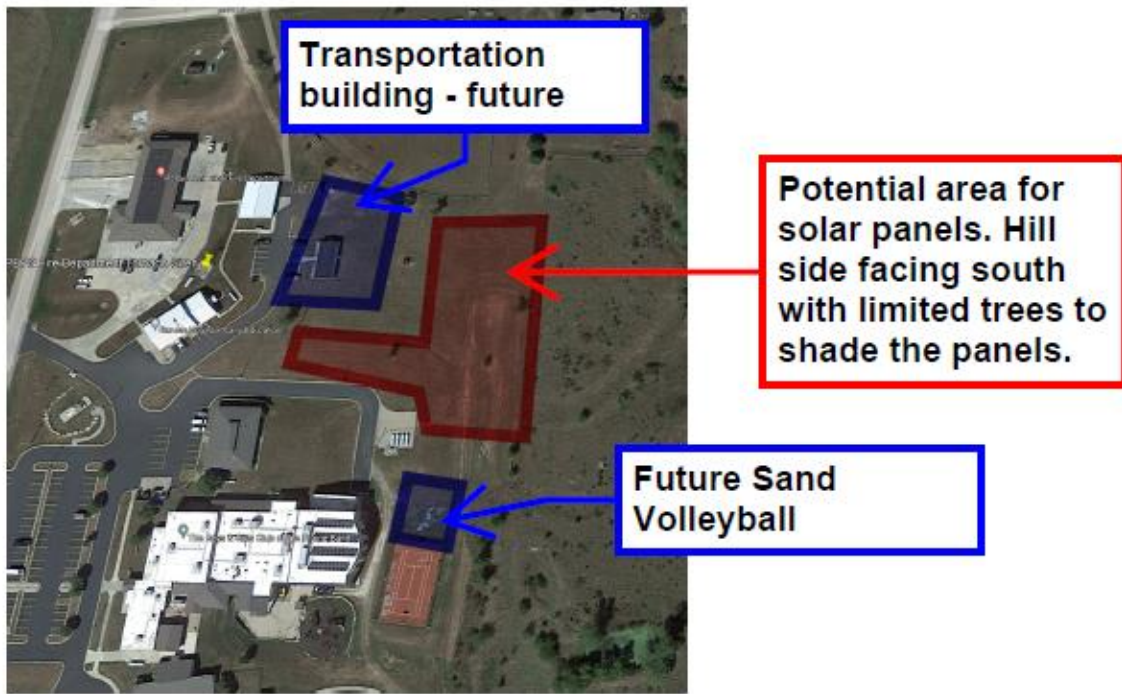 Transportation
building - future
Potential area for
solar panels. Hill
side facing south
with limited trees to
shade the panels.
Future Sand
Volleyball